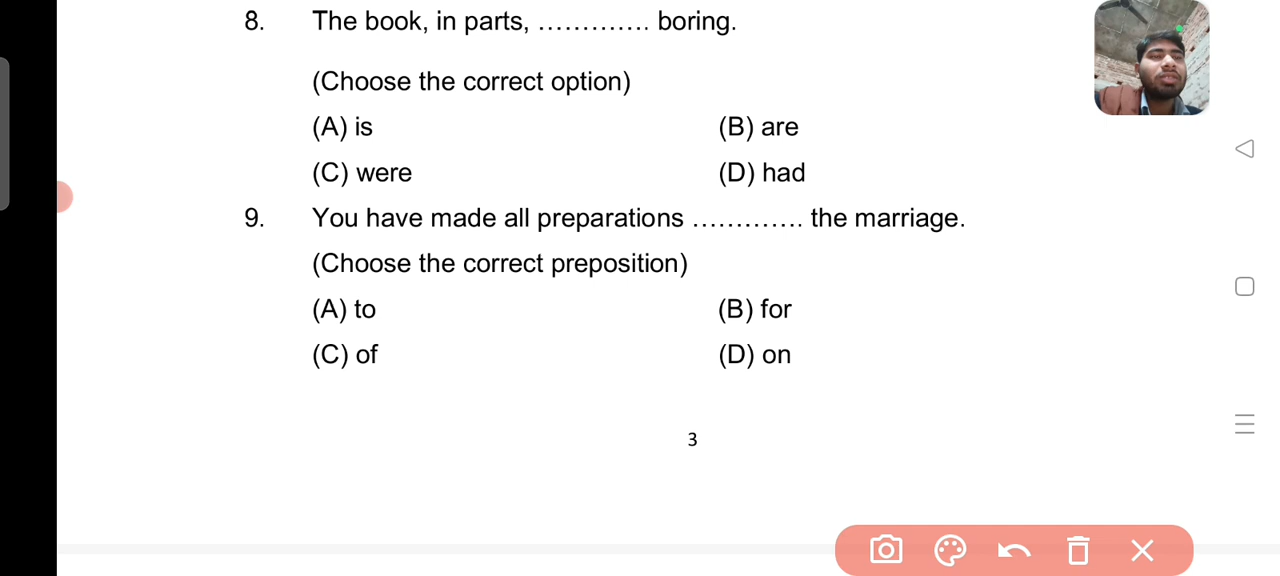 8. The book, in parts, ............. boring.
(Choose the correct option)
(A) is (B) are
(C) were (D) had
9. You have made all preparations ............. the marriage.
(Choose the correct preposition)
(A) to (B) for
(C) of (D) on
3